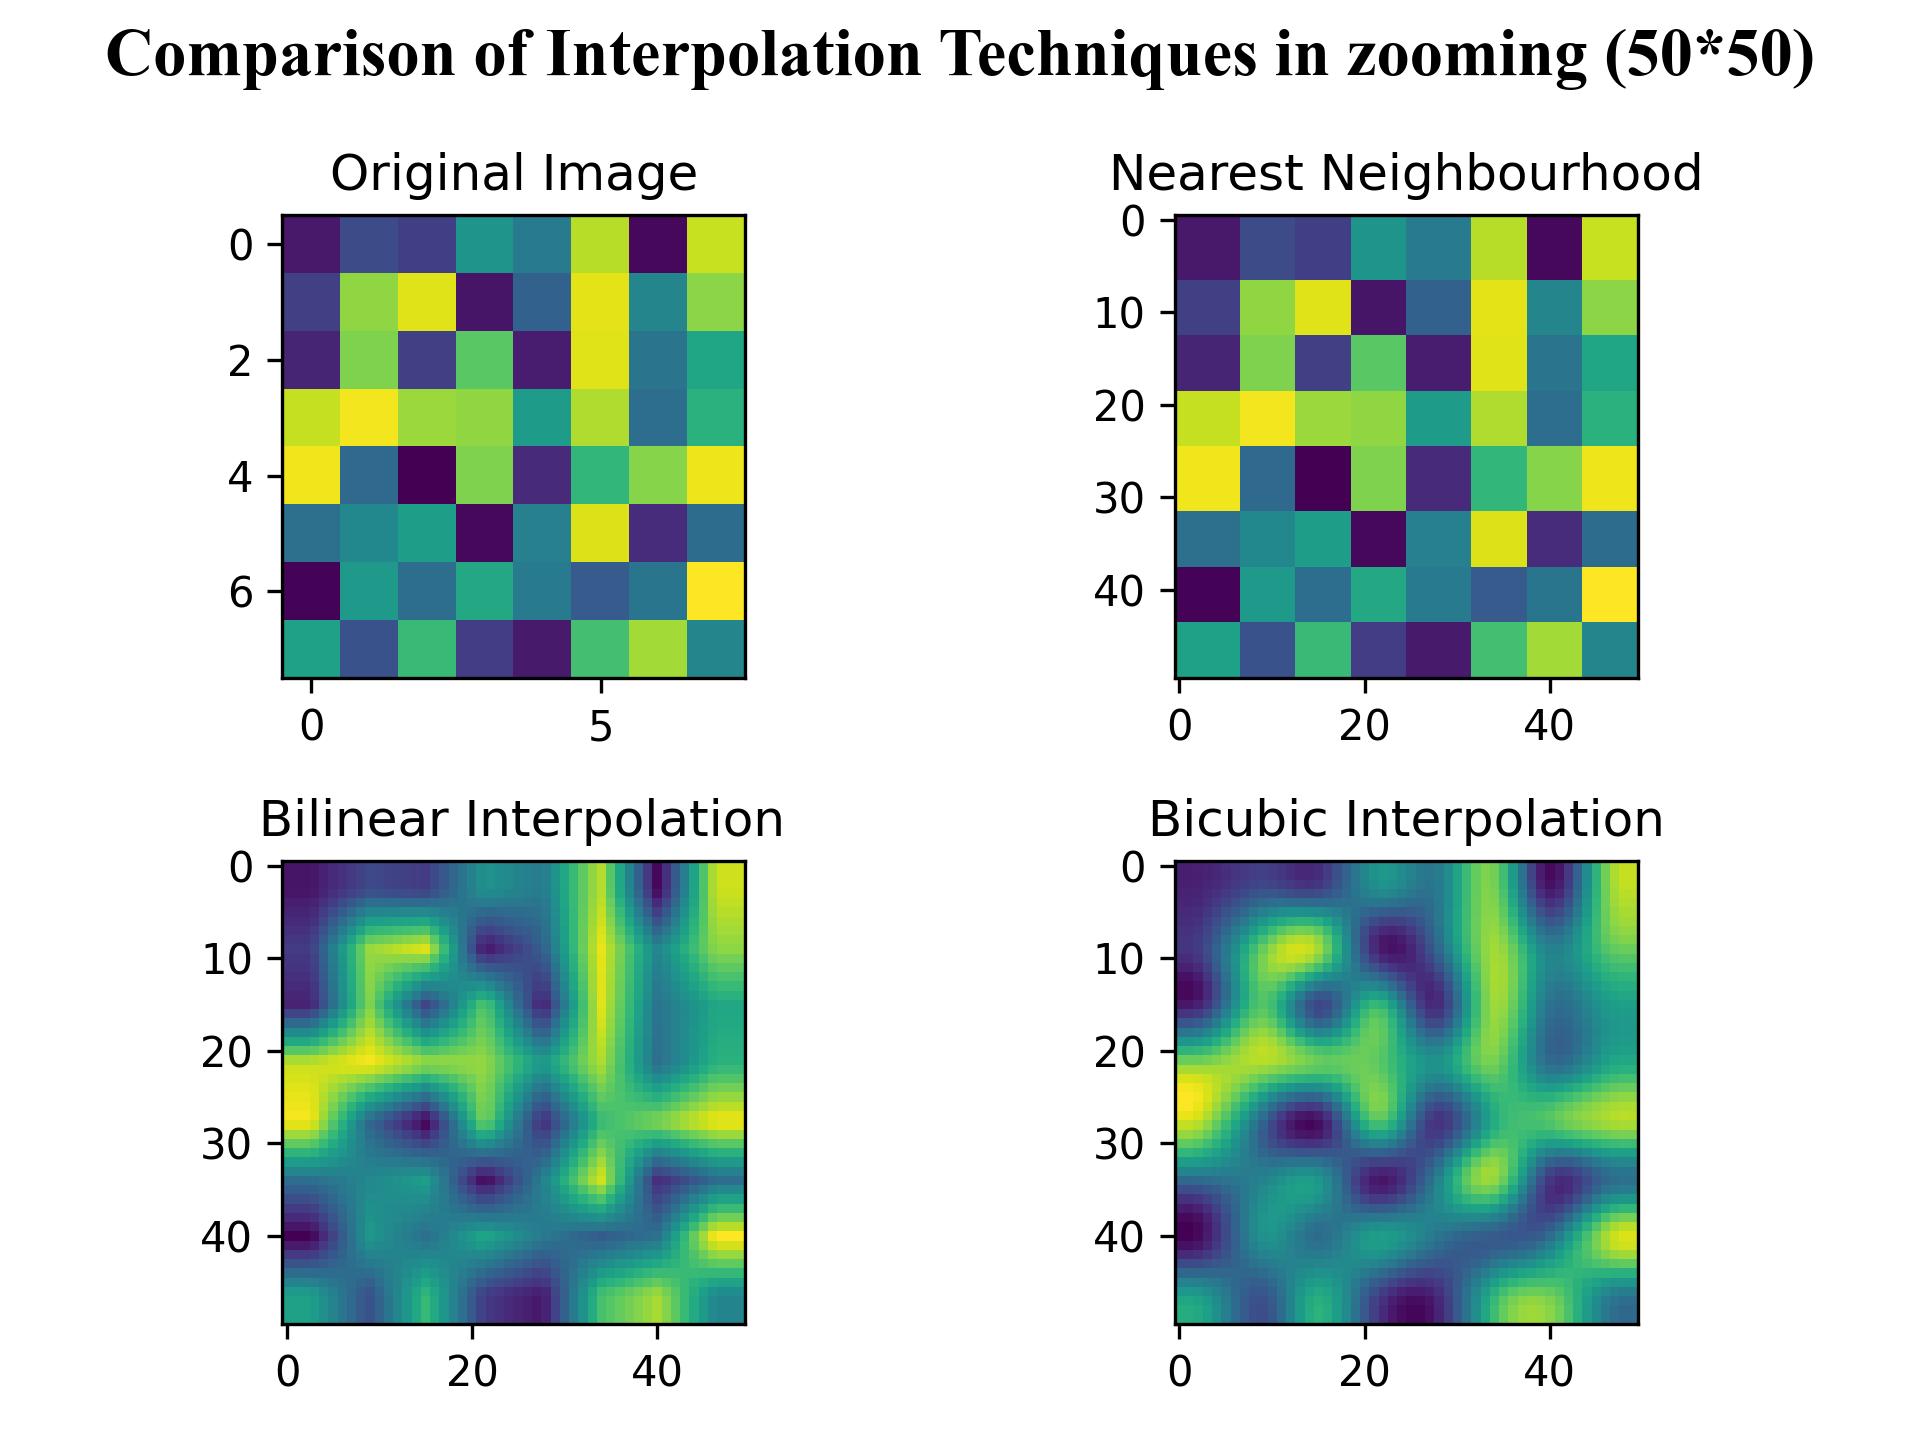 Comparison of Interpolation Techniques in zooming (50*50)
Original Image
0
2
4
6
0 5
Nearest Neighbourhood
0
10
20
30
40
0 20 40
Bilinear Interpolation
0
10
20
30
40
0 20 40
Bicubic Interpolation
0
10
20
30
40
0 20 40